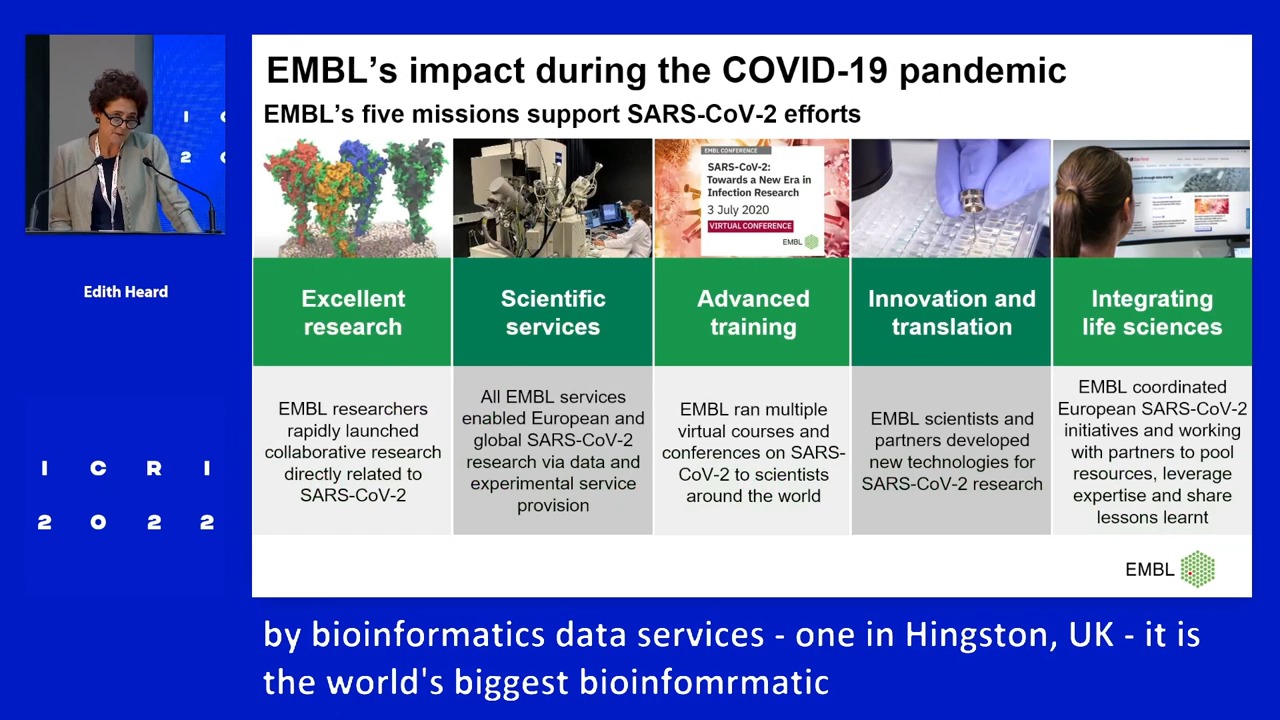 EMBL's impact during the COVID-19 pandemic
EMBL's five missions support SARS-CoV-2 efforts
I C
2 0
Edith Heard
I C R I
2 0 2 2
EMBL CONFERENCE
SARS-CoV-2:
Towards a New Era in
Infection Research
3 July 2020
VIRTUAL CONFERENCE
EMBL
Excellent
research
Scientific
services
Advanced
training
Innovation and
translation
Integrating
life sciences
EMBL researchers
rapidly launched
collaborative research
directly related to
SARS-CoV-2
All EMBL services
enabled European and
global SARS-CoV-2
research via data and
experimental service
provision
EMBL ran multiple
virtual courses and
conferences on SARS-
CoV-2 to scientists
around the world
EMBL scientists and
partners developed
new technologies for
SARS-CoV-2 research
EMBL coordinated
European SARS-CoV-2
initiatives and working
with partners to pool
resources, leverage
expertise and share
lessons learnt
EMBL
by bioinformatics data services - one in Hingston, UK - it is
the world's biggest bioinfomrmatic